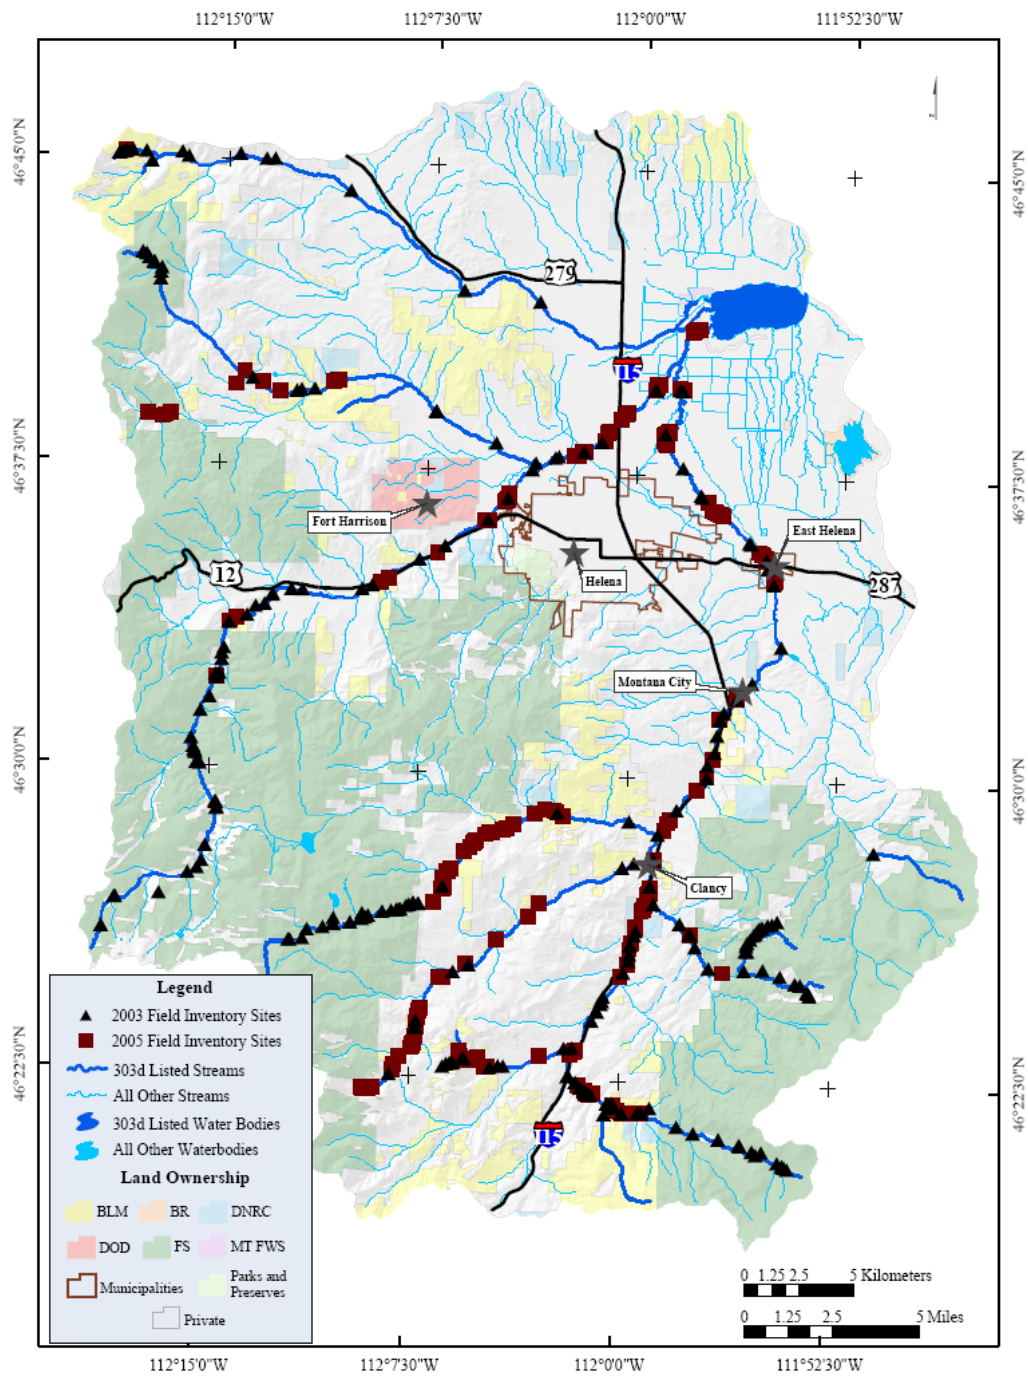 112°15'0"W 112°7'30"W 112°0'0"W 111°52'30"W
46°45'0"N
46°45'0"N
279
115
46°37'30"N
46°37'30"N
Fort Harrison
East Helena
12
Helena
287
Montana City
46°30'0"N
46°30'0"N
Clancy
46°22'30"N
46°22'30"N
115
Legend
2003 Field Inventory Sites
2005 Field Inventory Sites
303d Listed Streams
All Other Streams
303d Listed Water Bodies
All Other Waterbodies
Land Ownership
BLM BR DNRC
DOD FS MT FWS
Municipalities
Parks and
Preserves
Private
0 1.25 2.5 5 Kilometers
0 1.25 2.5 5 Miles
112°15'0"W 112°7'30"W 112°0'0"W 111°52'30"W